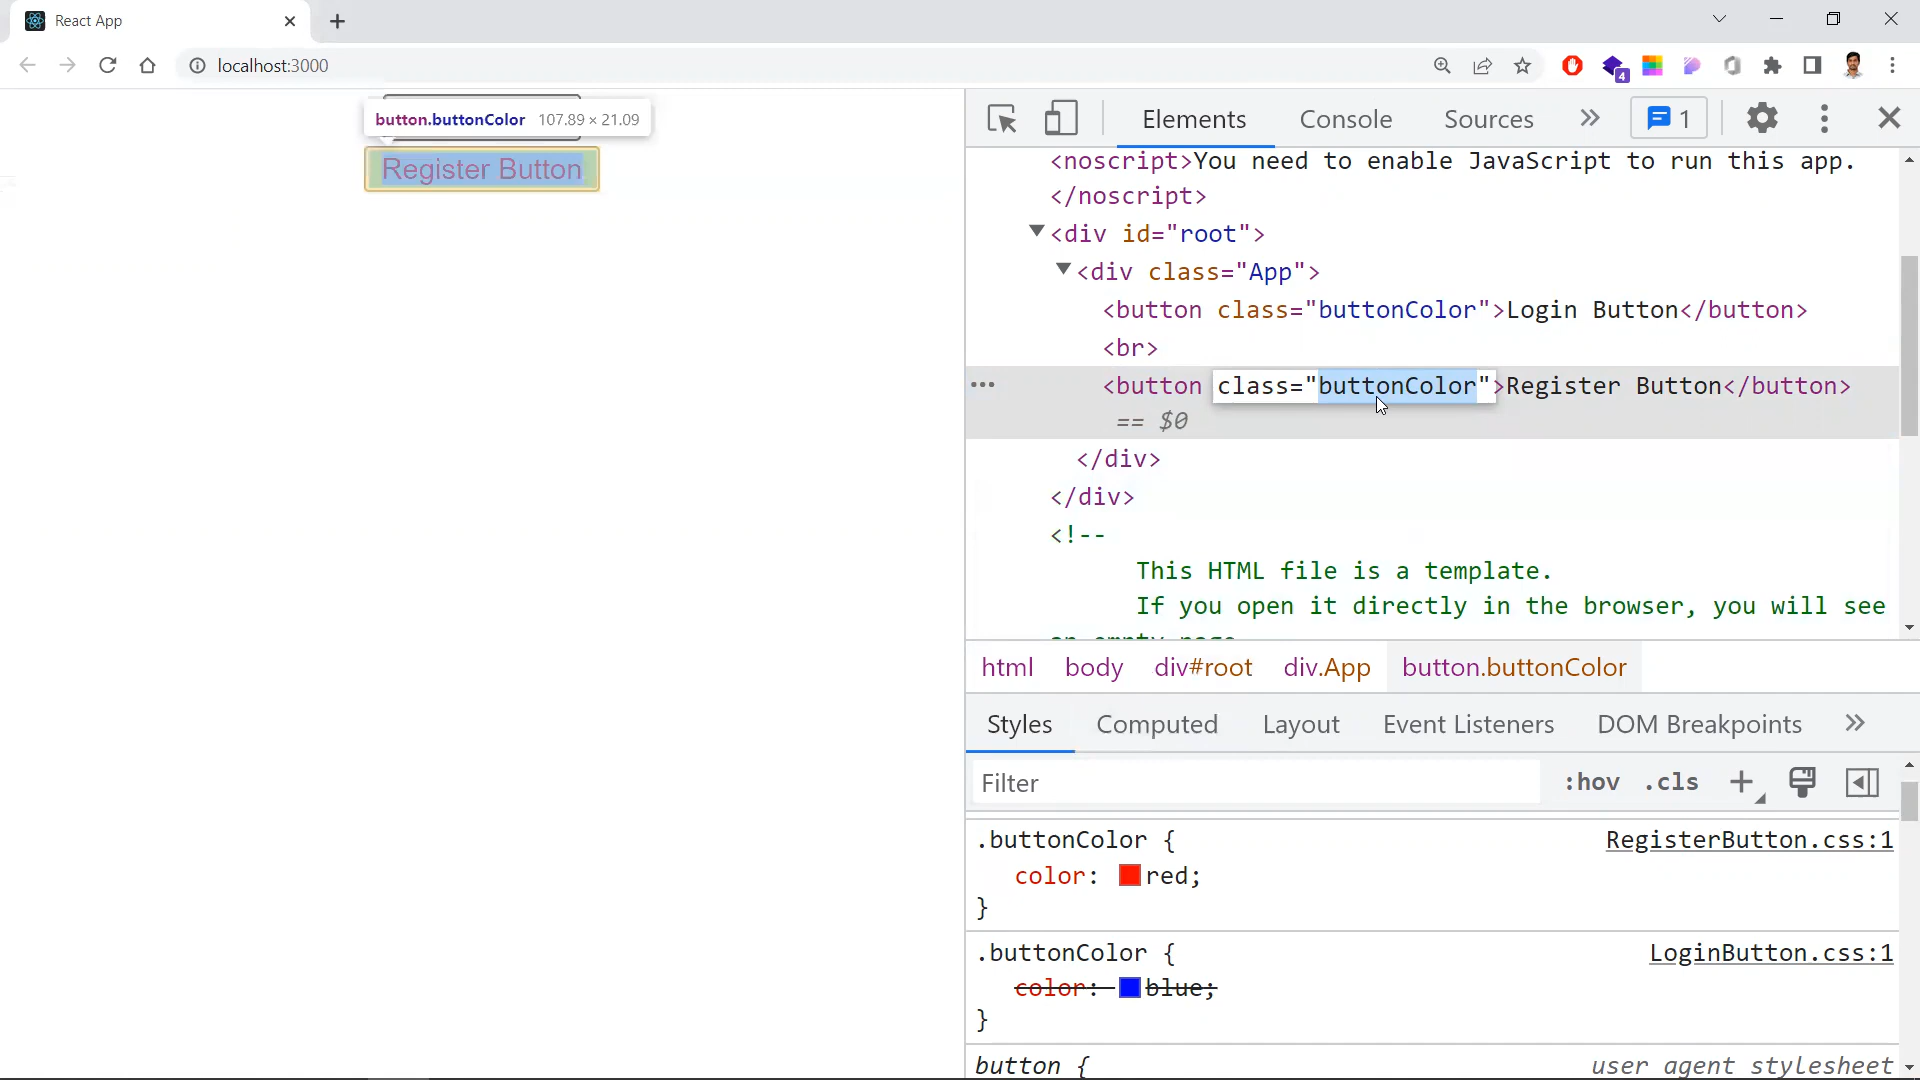 React App
localhost:3000
4
button.buttonColor 107.89 × 21.09
Register Button
Elements
Console
Sources
1
<noscript>You need to enable JavaScript to run this app.
</noscript>
<div id="root">
<div class="App">
<button class="buttonColor">Login Button</button>
<br>
<button class="buttonColor">Register Button</button>
== $0
</div>
</div>
<!--
This HTML file is a template.
If you open it directly in the browser, you will see
an empty page
html body div#root div.App button.buttonColor
Styles Computed Layout Event Listeners DOM Breakpoints
Filter
:hov .cls
.buttonColor { RegisterButton.css:1
color: red;
}
.buttonColor { LoginButton.css:1
color: blue;
}
button { user agent stylesheet